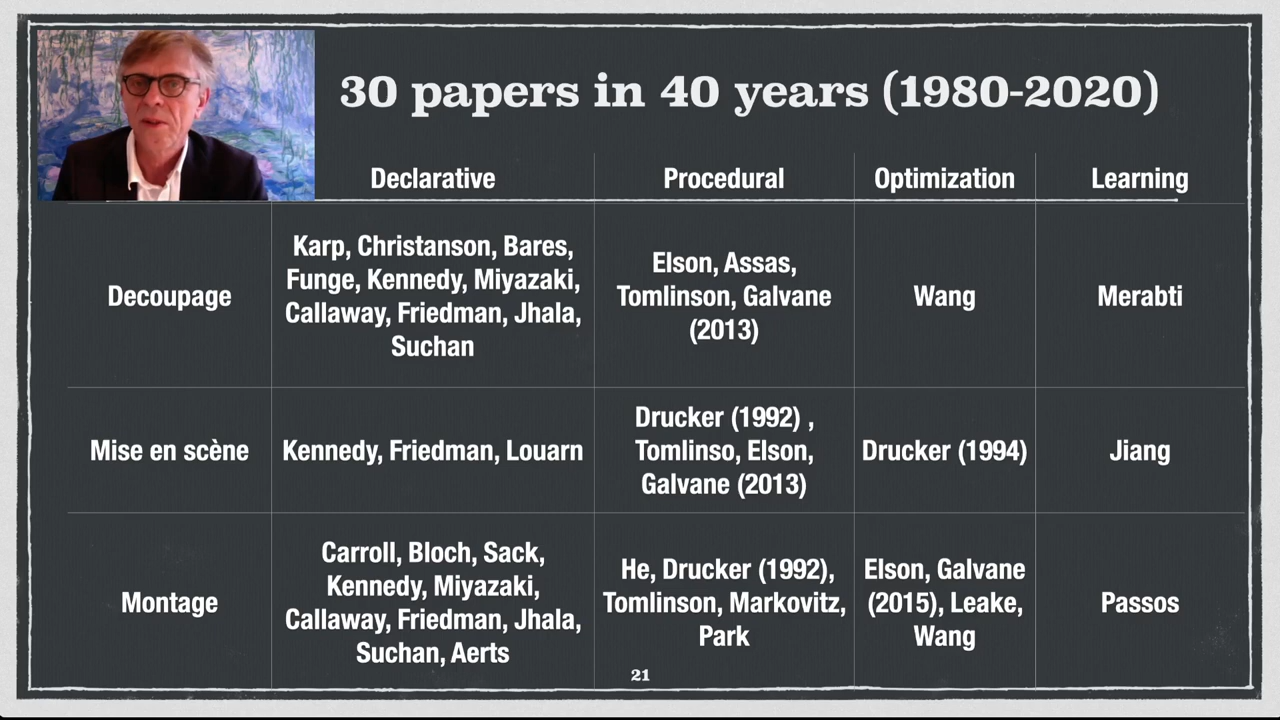 30 papers in 40 years (1980-2020)
Declarative
Procedural
Optimization
Learning
Decoupage
Karp, Christanson, Bares,
Funge, Kennedy, Miyazaki,
Callaway, Friedman, Jhala,
Suchan
Elson, Assas,
Tomlinson, Galvane
(2013)
Wang
Merabti
Mise en scène
Kennedy, Friedman, Louarn
Drucker (1992) ,
Tomlinso, Elson,
Galvane (2013)
Drucker (1994)
Jiang
Montage
Carroll, Bloch, Sack,
Kennedy, Miyazaki,
Callaway, Friedman, Jhala,
Suchan, Aerts
He, Drucker (1992),
Tomlinson, Markovitz,
Park
Elson, Galvane
(2015), Leake,
Wang
Passos
21